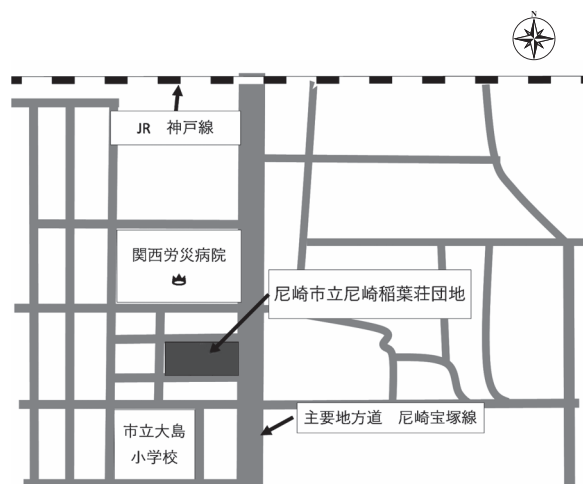 N
JR 神戸線
関西労災病院
尼崎市立尼崎稲葉荘団地
主要地方道 尼崎宝塚線
市立大島
小学校